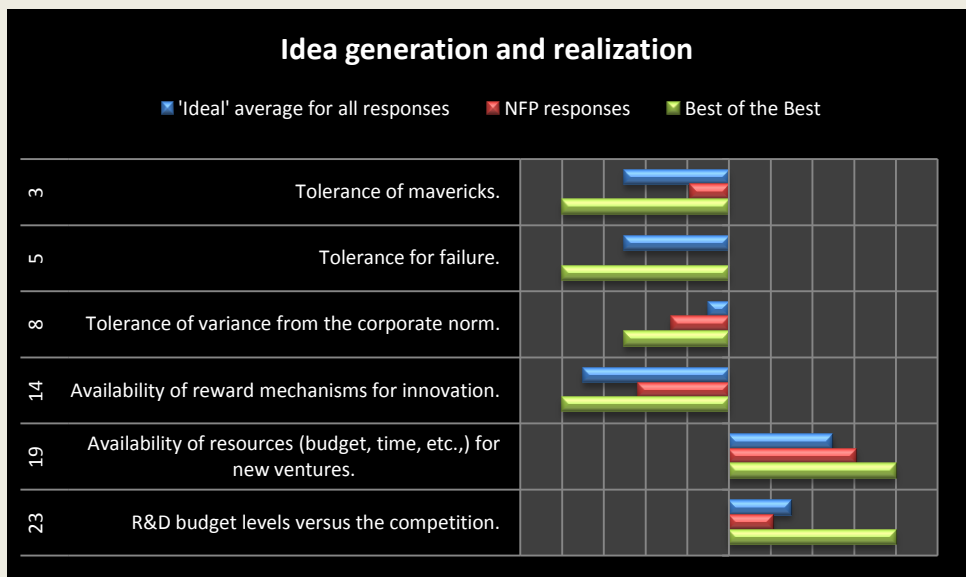 Idea generation and realization
'Ideal' average for all responses NFP responses Best of the Best
3 Tolerance of mavericks.
5 Tolerance for failure.
8 Tolerance of variance from the corporate norm.
14 Availability of reward mechanisms for innovation.
19 Availability of resources (budget, time, etc.,) for
new ventures.
23 R&D budget levels versus the competition.